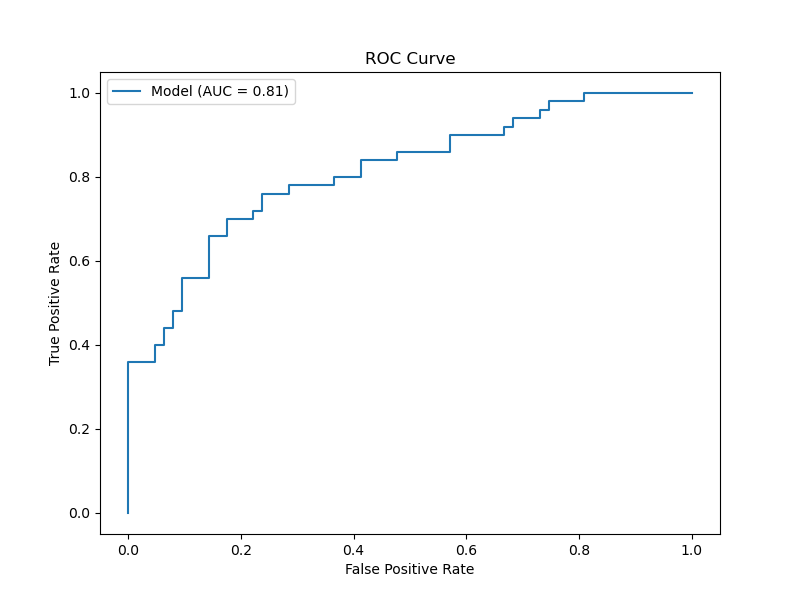 ROC Curve
Model (AUC = 0.81)
1.0
0.8
0.6
0.4
0.2
0.0
True Positive Rate
0.0 0.2 0.4 0.6 0.8 1.0
False Positive Rate